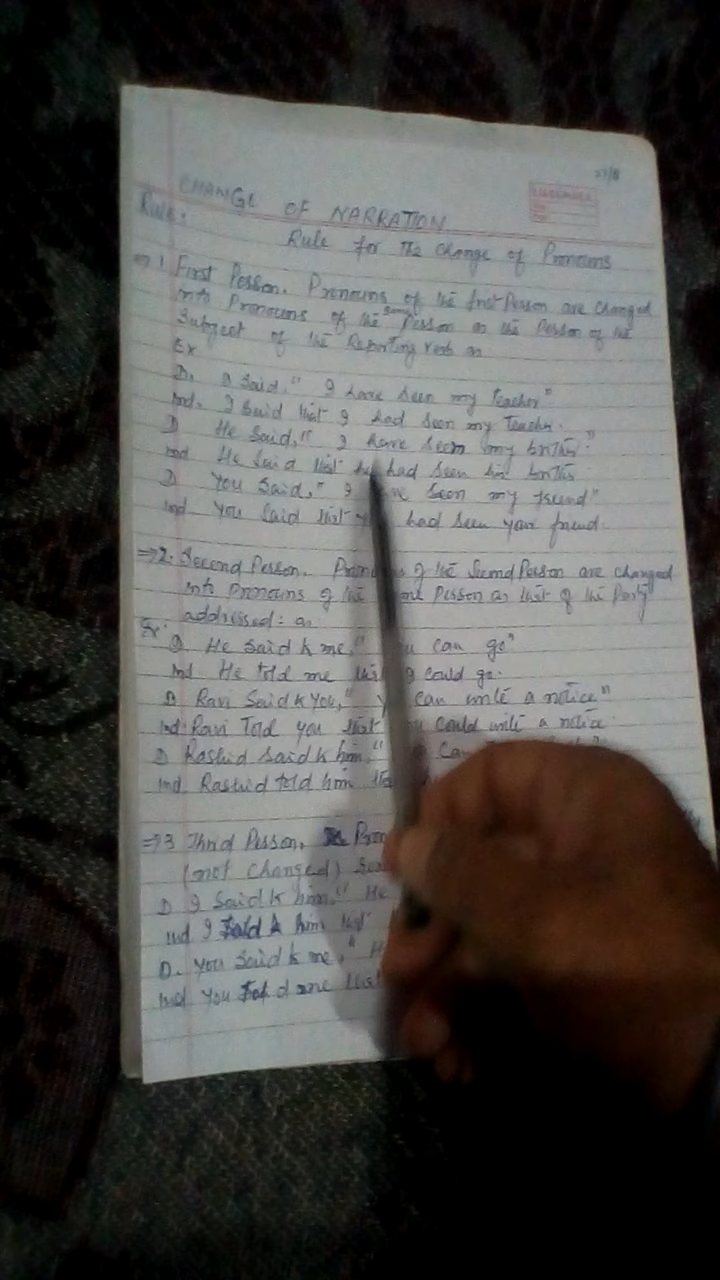 27/8
CLASSMATE
CHANGE OF NARRATION
Rule:
Rule for the change of Pronouns
⇒ 1 First Person. Pronouns of the first Person are changed
into Pronouns of the same Person as the Person of the
Subject of the Reporting verb as
Ex
D. I Said, " I have seen my Teacher"
Ind. I Said that I had seen my Teacher.
D He Said, " I have seen my brother"
Ind He Said that he had seen his brother
D You Said, " I have seen my friend"
Ind You Said that you had seen your friend.
⇒2. Second Person. of the Second Person are changed
into Pronouns of the Person as that of the Party
addressed: as
Ex.
D. He Said to me, " can go"
Ind. He told me that I could go.
D Ravi Said to you, " can write a notice"
Ind. Ravi Told you that could write a notice
D Rashid Said to him, "
Ind. Rashid told him
⇒3 Third Person,
(not changed)
D I Said to him, " He
Ind I told him that
D. You Said to me, "
Ind You told me that